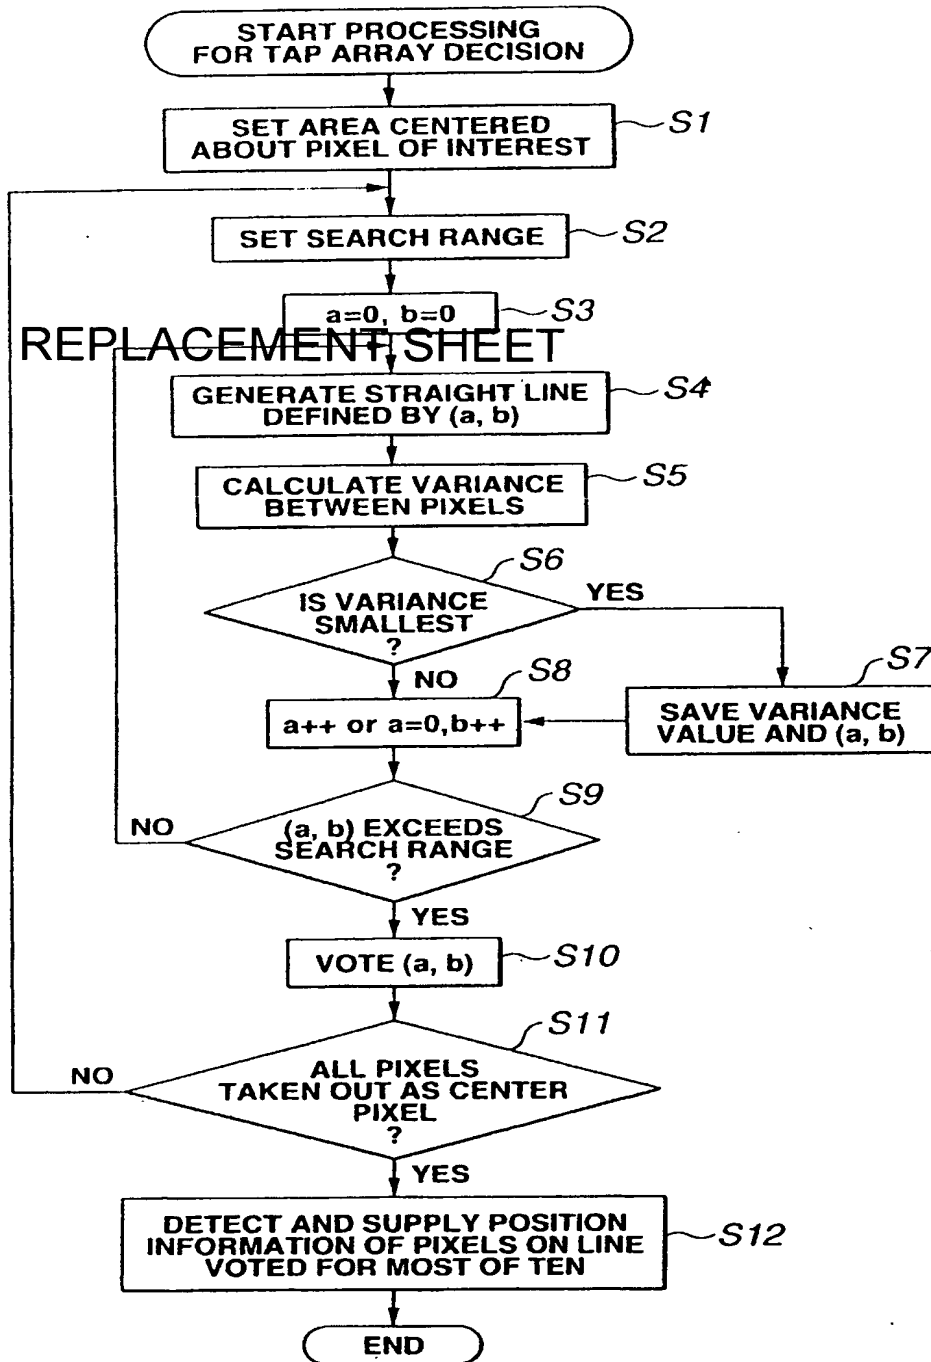 START PROCESSING
FOR TAP ARRAY DECISION
SET AREA CENTERED
ABOUT PIXEL OF INTEREST
S1
SET SEARCH RANGE
S2
a=0, b=0
S3
REPLACEMENT SHEET
GENERATE STRAIGHT LINE
DEFINED BY (a, b)
S4
CALCULATE VARIANCE
BETWEEN PIXELS
S5
S6
IS VARIANCE
SMALLEST
?
YES
NO
S7
SAVE VARIANCE
VALUE AND (a, b)
S8
a++ or a=0,b++
S9
(a, b) EXCEEDS
SEARCH RANGE
?
NO
YES
VOTE (a, b)
S10
S11
ALL PIXELS
TAKEN OUT AS CENTER
PIXEL
?
NO
YES
DETECT AND SUPPLY POSITION
INFORMATION OF PIXELS ON LINE
VOTED FOR MOST OF TEN
S12
END